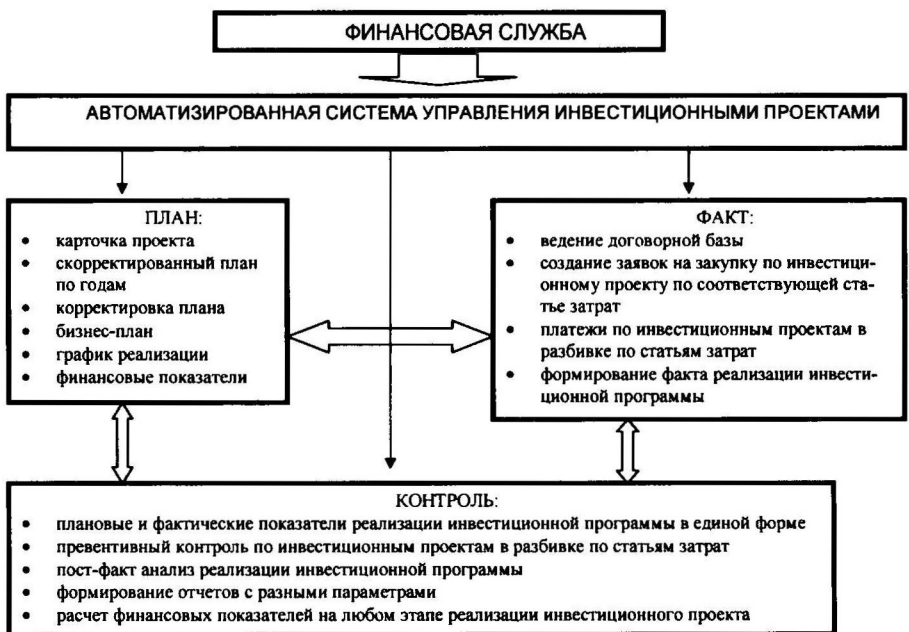 ФИНАНСОВАЯ СЛУЖБА
АВТОМАТИЗИРОВАННАЯ СИСТЕМА УПРАВЛЕНИЯ ИНВЕСТИЦИОННЫМИ ПРОЕКТАМИ
ПЛАН:
• карточка проекта
• скорректированный план
по годам
• корректировка плана
• бизнес-план
• график реализации
• финансовые показатели
ФАКТ:
• ведение договорной базы
• создание заявок на закупку по инвестици-
онному проекту по соответствующей ста-
тье затрат
• платежи по инвестиционным проектам в
разбивке по статьям затрат
• формирование факта реализации инвести-
ционной программы
КОНТРОЛЬ:
• плановые и фактические показатели реализации инвестиционной программы в единой форме
• превентивный контроль по инвестиционным проектам в разбивке по статьям затрат
• пост-факт анализ реализации инвестиционной программы
• формирование отчетов с разными параметрами
• расчет финансовых показателей на любом этапе реализации инвестиционного проекта